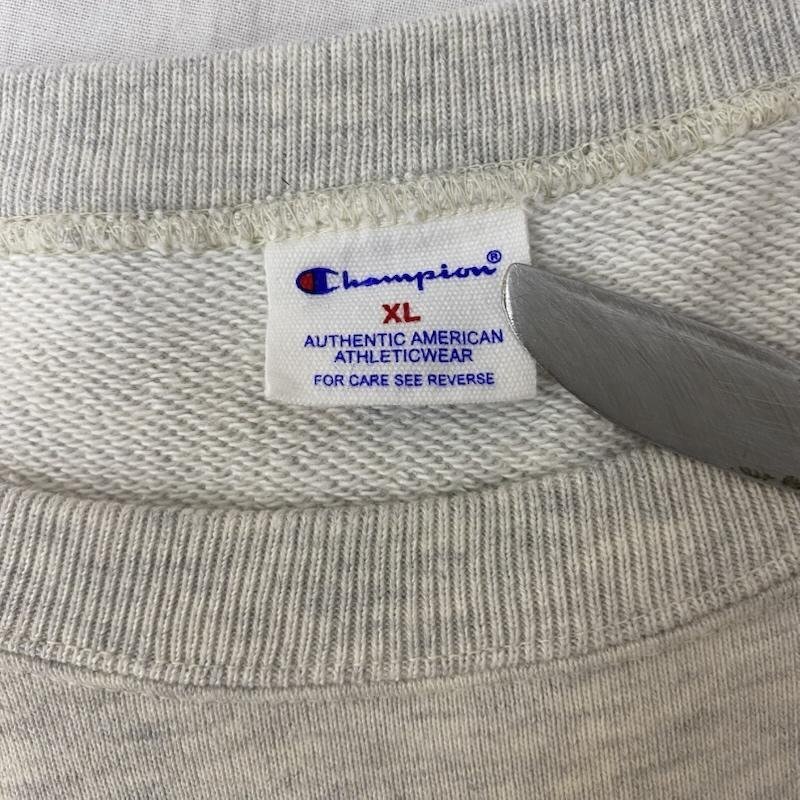 Champion®
XL
AUTHENTIC AMERICAN
ATHLETICWEAR
FOR CARE SEE REVERSE